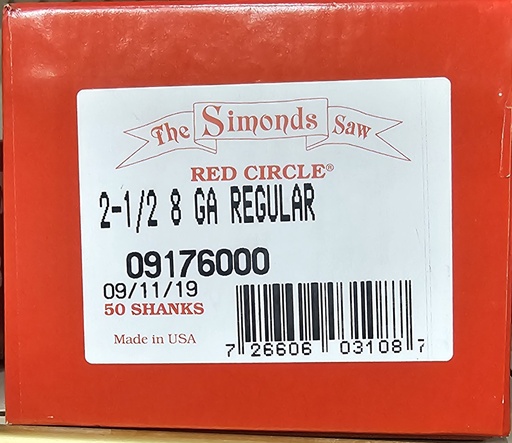 The Simonds Saw
RED CIRCLE®
2-1/2 8 GA REGULAR
09176000
09/11/19
50 SHANKS
Made in USA
7 26606 03108 7